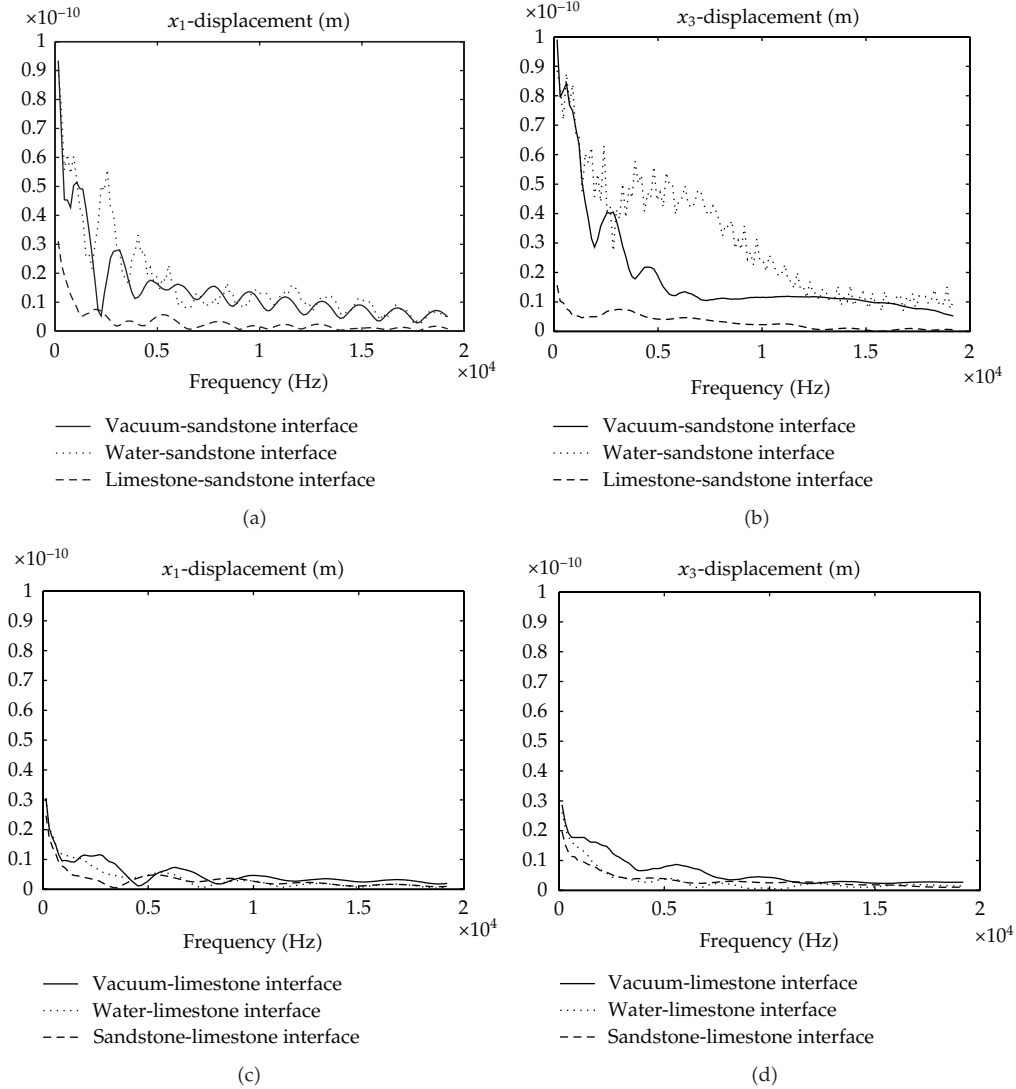 ×10⁻¹⁰
x₁-displacement (m)
1
0.9
0.8
0.7
0.6
0.5
0.4
0.3
0.2
0.1
0
0 0.5 1 1.5 2
×10⁴
Frequency (Hz)
Vacuum-sandstone interface
Water-sandstone interface
Limestone-sandstone interface
(a)
×10⁻¹⁰
x₃-displacement (m)
1
0.9
0.8
0.7
0.6
0.5
0.4
0.3
0.2
0.1
0
0 0.5 1 1.5 2
×10⁴
Frequency (Hz)
Vacuum-sandstone interface
Water-sandstone interface
Limestone-sandstone interface
(b)
×10⁻¹⁰
x₁-displacement (m)
1
0.9
0.8
0.7
0.6
0.5
0.4
0.3
0.2
0.1
0
0 0.5 1 1.5 2
×10⁴
Frequency (Hz)
Vacuum-limestone interface
Water-limestone interface
Sandstone-limestone interface
(c)
×10⁻¹⁰
x₃-displacement (m)
1
0.9
0.8
0.7
0.6
0.5
0.4
0.3
0.2
0.1
0
0 0.5 1 1.5 2
×10⁴
Frequency (Hz)
Vacuum-limestone interface
Water-limestone interface
Sandstone-limestone interface
(d)